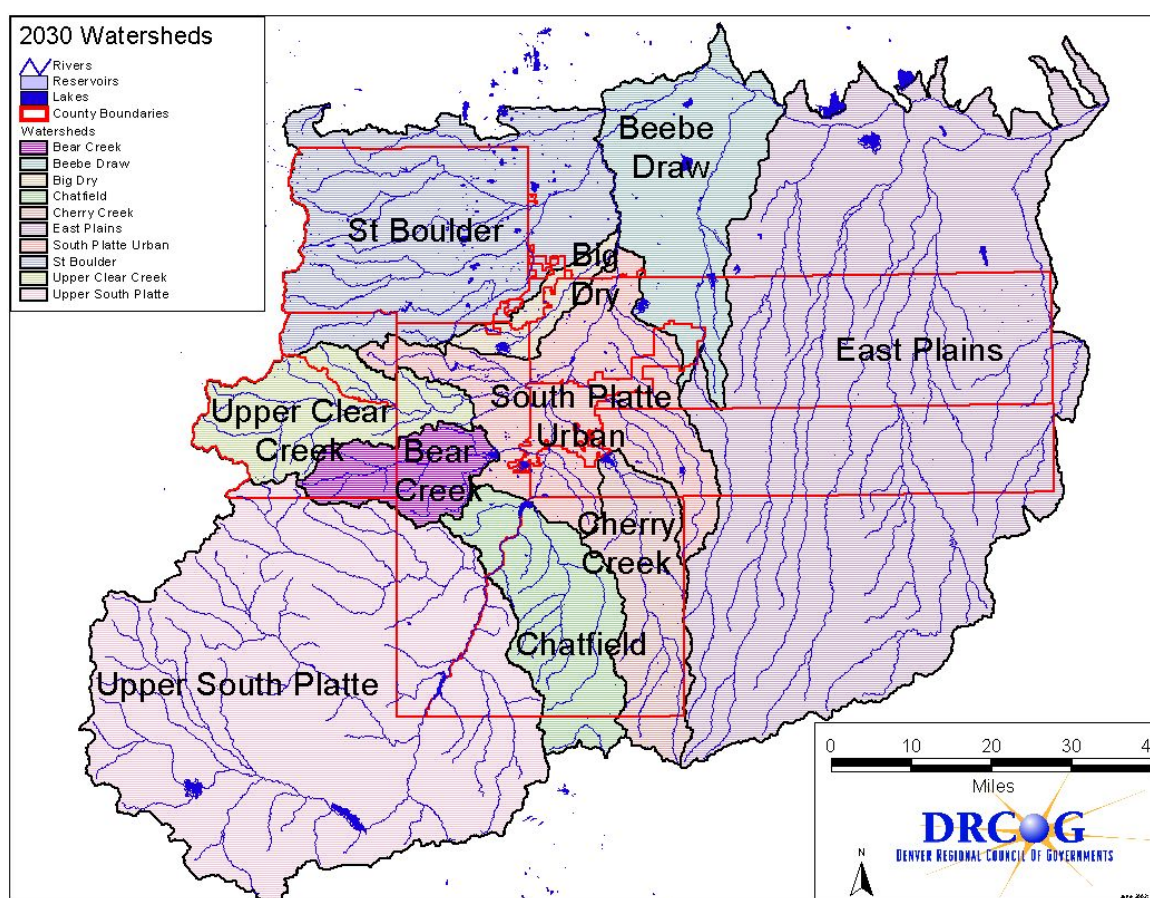 2030 Watersheds
Rivers
Reservoirs
Lakes
County Boundaries
Watersheds
Bear Creek
Beebe Draw
Big Dry
Chatfield
Cherry Creek
East Plains
South Platte Urban
St Boulder
Upper Clear Creek
Upper South Platte
Beebe
Draw
St Boulder
Big
Dry
East Plains
South Platte
Urban
Upper Clear
Creek
Bear
Creek
Cherry
Creek
Chatfield
Upper South Platte
0 10 20 30
Miles
DRCOG
DENVER REGIONAL COUNCIL OF GOVERNMENTS
N